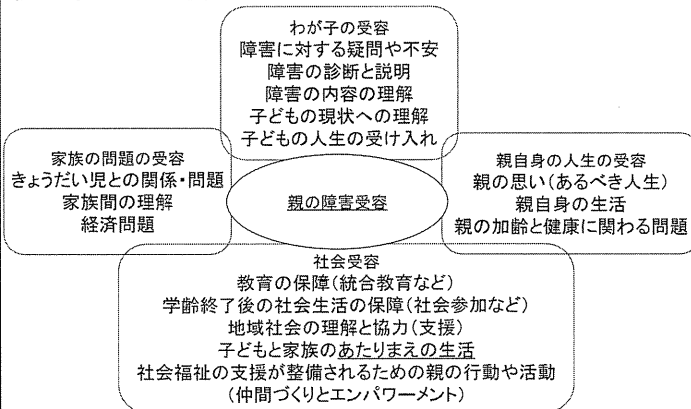 わが子の受容
障害に対する疑問や不安
障害の診断と説明
障害の内容の理解
子どもの現状への理解
子どもの人生の受け入れ
家族の問題の受容
きょうだい児との関係・問題
家族間の理解
経済問題
親の障害受容
親自身の人生の受容
親の思い(あるべき人生)
親自身の生活
親の加齢と健康に関わる問題
社会受容
教育の保障(統合教育など)
学齢終了後の社会生活の保障(社会参加など)
地域社会の理解と協力(支援)
子どもと家族のあたりまえの生活
社会福祉の支援が整備されるための親の行動や活動
(仲間づくりとエンパワーメント)